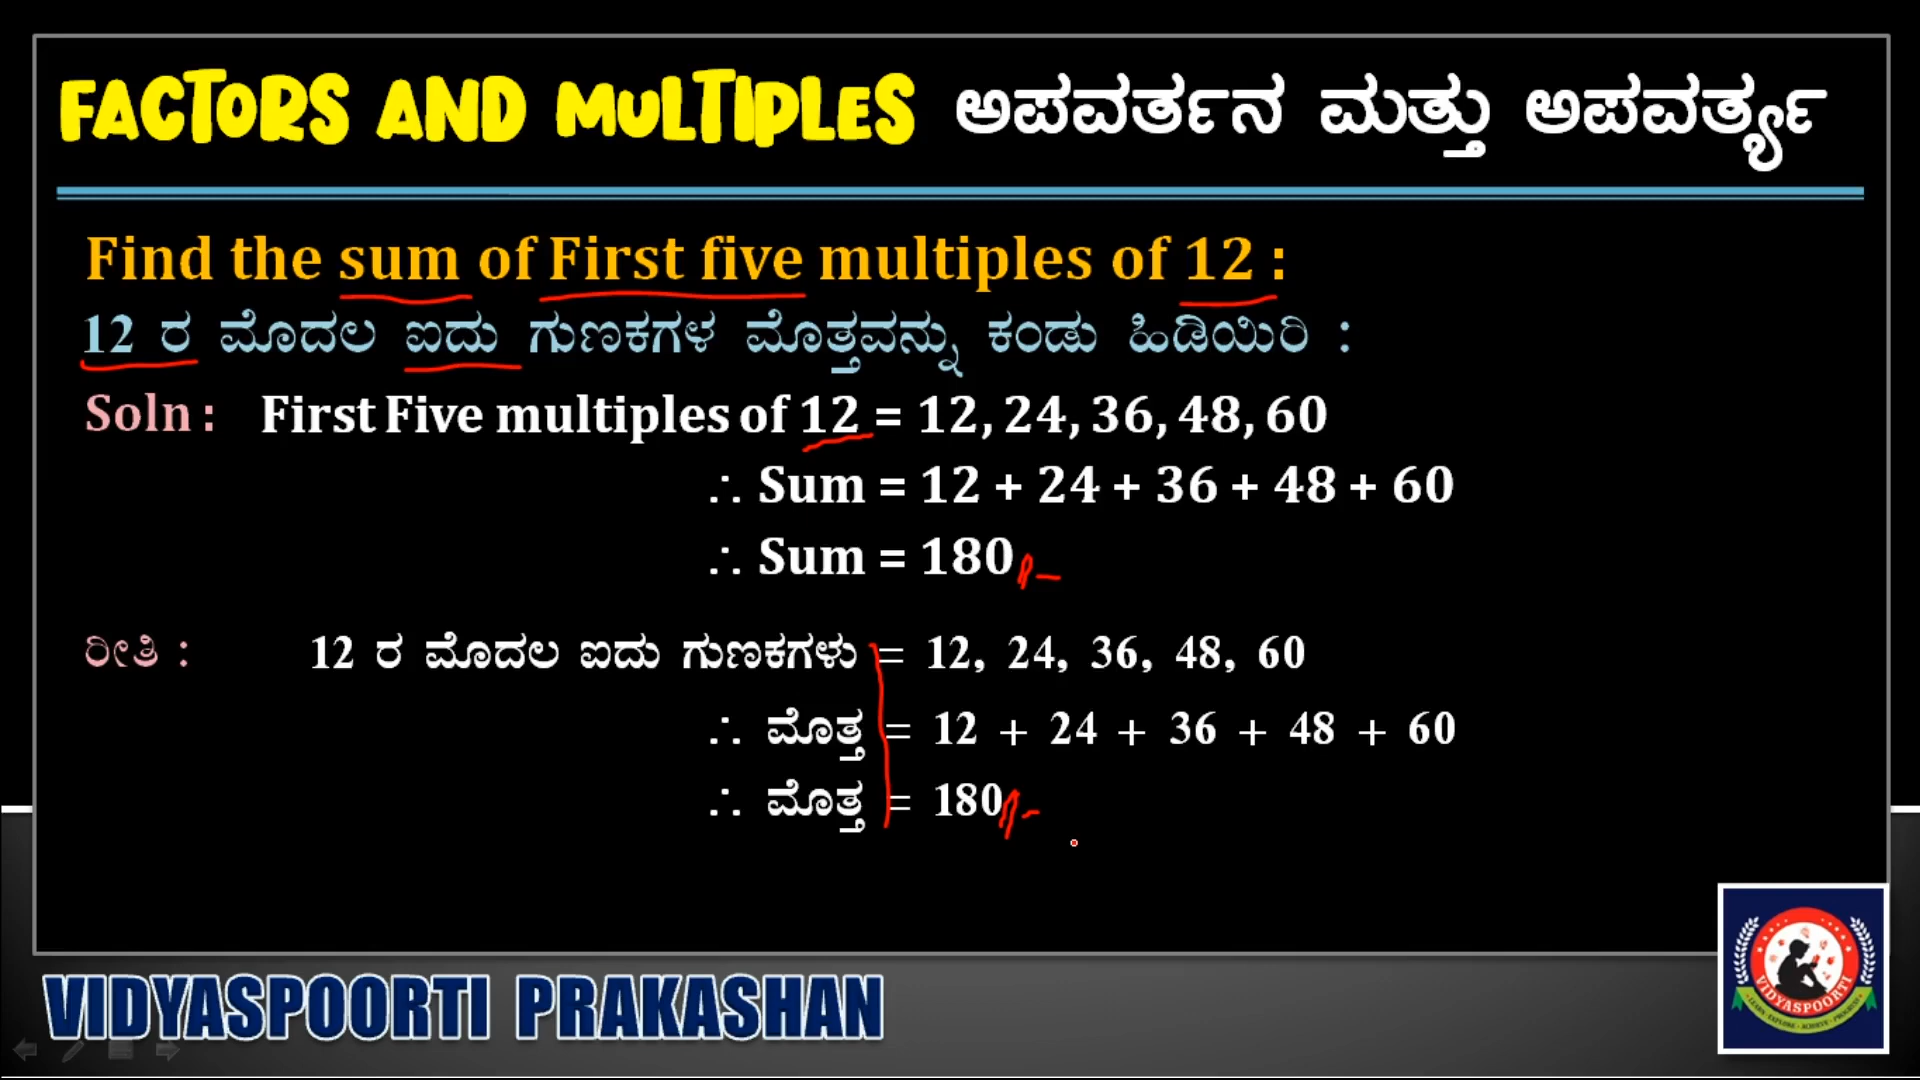 FACTORS AND MULTIPLES ಅಪವರ್ತನ ಮತ್ತು ಅಪವರ್ತ್ಯ
Find the sum of First five multiples of 12 :
12 ರ ಮೊದಲ ಐದು ಗುಣಕಗಳ ಮೊತ್ತವನ್ನು ಕಂಡು ಹಿಡಿಯಿರಿ :
Soln : First Five multiples of 12 = 12, 24, 36, 48, 60
∴ Sum = 12 + 24 + 36 + 48 + 60
∴ Sum = 180
ರೀತಿ : 12 ರ ಮೊದಲ ಐದು ಗುಣಕಗಳು = 12, 24, 36, 48, 60
∴ ಮೊತ್ತ = 12 + 24 + 36 + 48 + 60
∴ ಮೊತ್ತ = 180
VIDYASPOORTI PRAKASHAN
VIDYASPOORTI